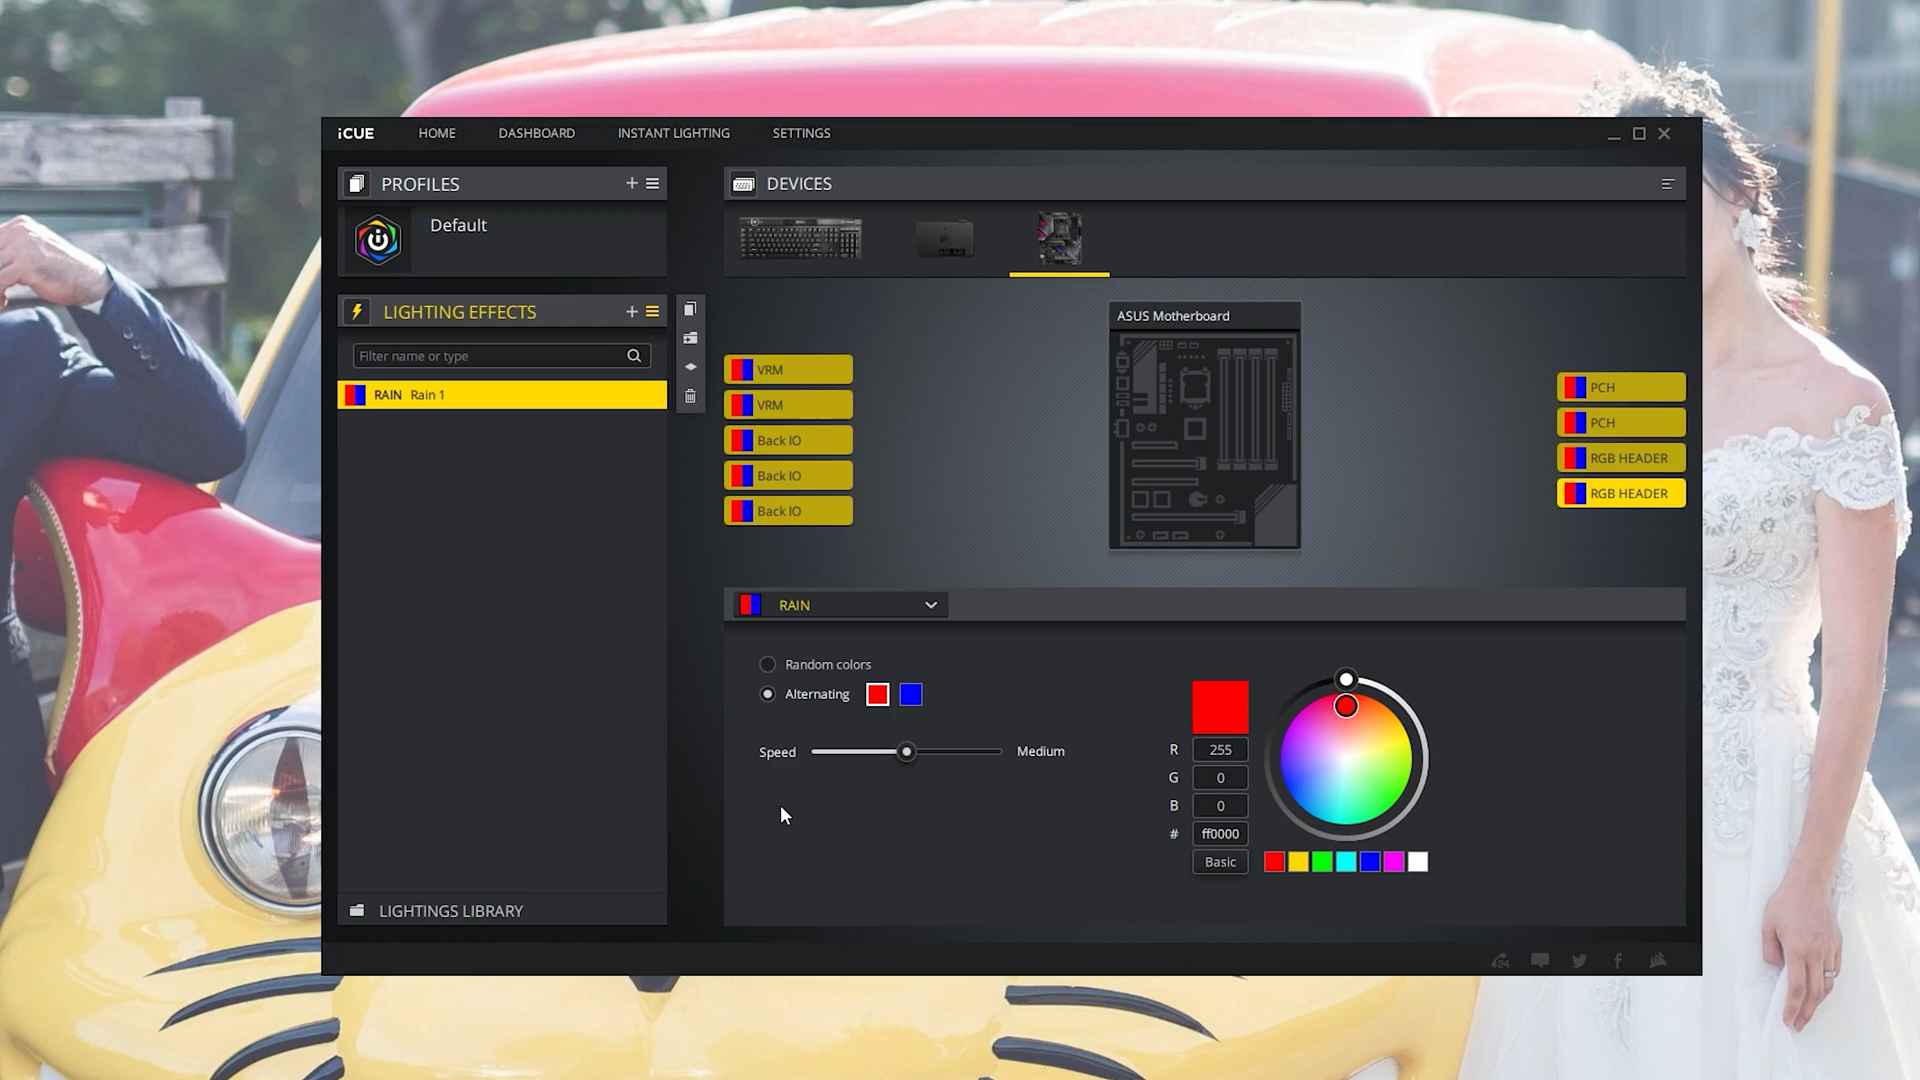 iCUE HOME DASHBOARD INSTANT LIGHTING SETTINGS
PROFILES
Default
LIGHTING EFFECTS
Filter name or type
RAIN Rain 1
LIGHTINGS LIBRARY
DEVICES
ASUS Motherboard
VRM
VRM
Back IO
Back IO
Back IO
PCH
PCH
RGB HEADER
RGB HEADER
RAIN
Random colors
Alternating
Speed Medium
R 255
G 0
B 0
# ff0000
Basic
24